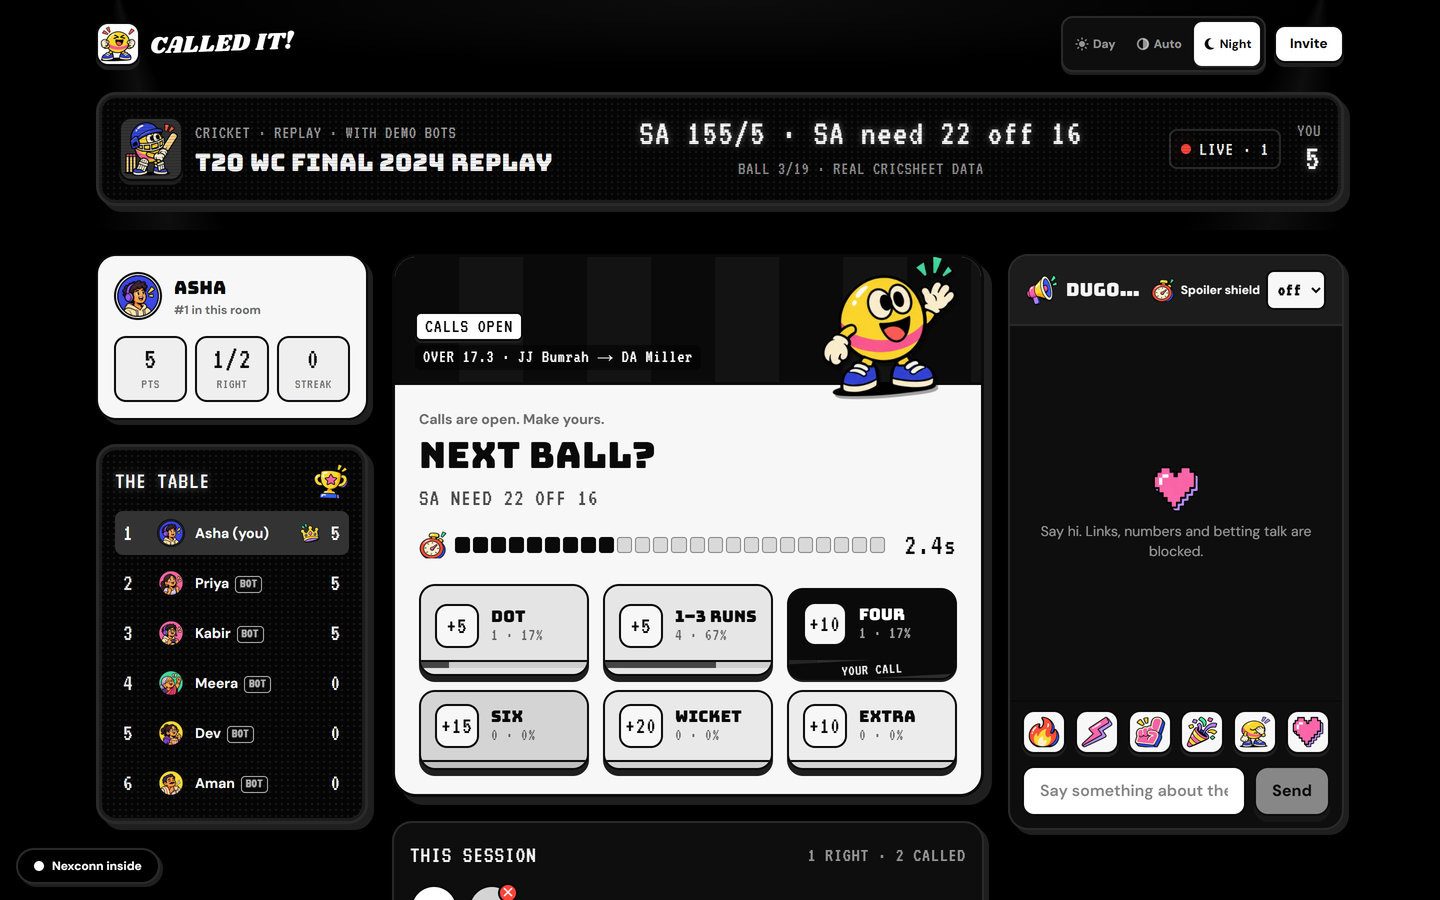 CALLED IT!
Day
Auto
Night
Invite
CRICKET · REPLAY · WITH DEMO BOTS
T20 WC FINAL 2024 REPLAY
SA 155/5 · SA need 22 off 16
BALL 3/19 · REAL CRICSHEET DATA
LIVE · 1
YOU
5
ASHA
#1 in this room
5
PTS
1/2
RIGHT
0
STREAK
THE TABLE
1 Asha (you) 5
2 Priya BOT 5
3 Kabir BOT 5
4 Meera BOT 0
5 Dev BOT 0
6 Aman BOT 0
CALLS OPEN
OVER 17.3 · JJ Bumrah → DA Miller
Calls are open. Make yours.
NEXT BALL?
SA NEED 22 OFF 16
2.4s
+5 DOT
1 · 17%
+5 1–3 RUNS
4 · 67%
+10 FOUR
1 · 17%
YOUR CALL
+15 SIX
0 · 0%
+20 WICKET
0 · 0%
+10 EXTRA
0 · 0%
THIS SESSION
1 RIGHT · 2 CALLED
DUGO...
Spoiler shield
off
Say hi. Links, numbers and betting talk are
blocked.
Say something about the
Send
Nexconn inside